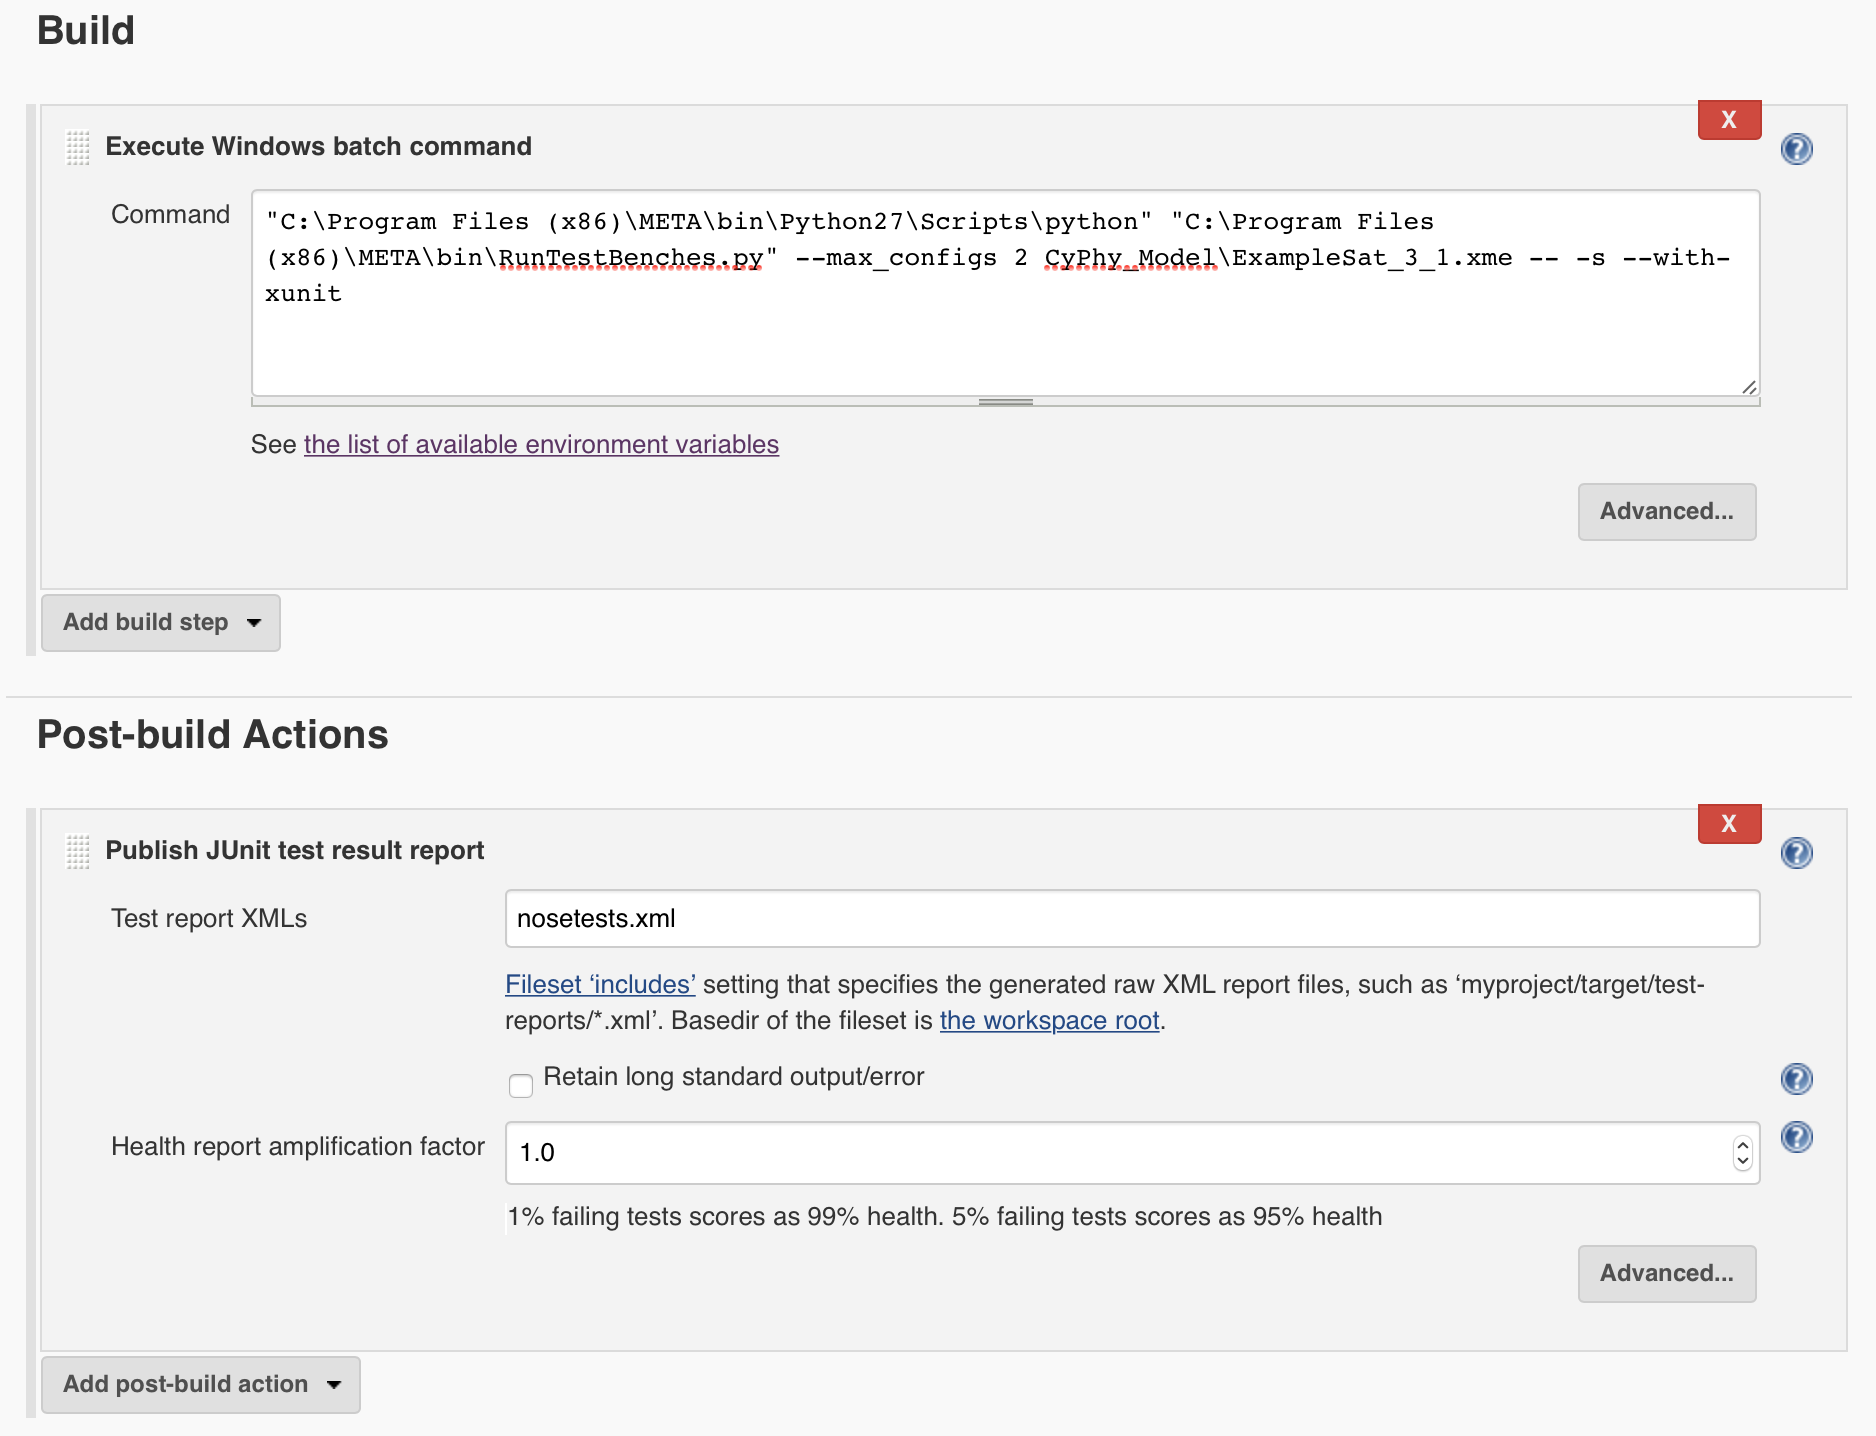 Build
X
Execute Windows batch command
?
Command
"C:\Program Files (x86)\META\bin\Python27\Scripts\python" "C:\Program Files
(x86)\META\bin\RunTestBenches.py" --max_configs 2 CyPhy_Model\ExampleSat_3_1.xme -- -s --with-
xunit
See the list of available environment variables
Advanced...
Add build step
Post-build Actions
X
Publish JUnit test result report
?
Test report XMLs
nosetests.xml
Fileset ‘includes’ setting that specifies the generated raw XML report files, such as ‘myproject/target/test-
reports/*.xml’. Basedir of the fileset is the workspace root.
Retain long standard output/error
?
Health report amplification factor
1.0
?
1% failing tests scores as 99% health. 5% failing tests scores as 95% health
Advanced...
Add post-build action